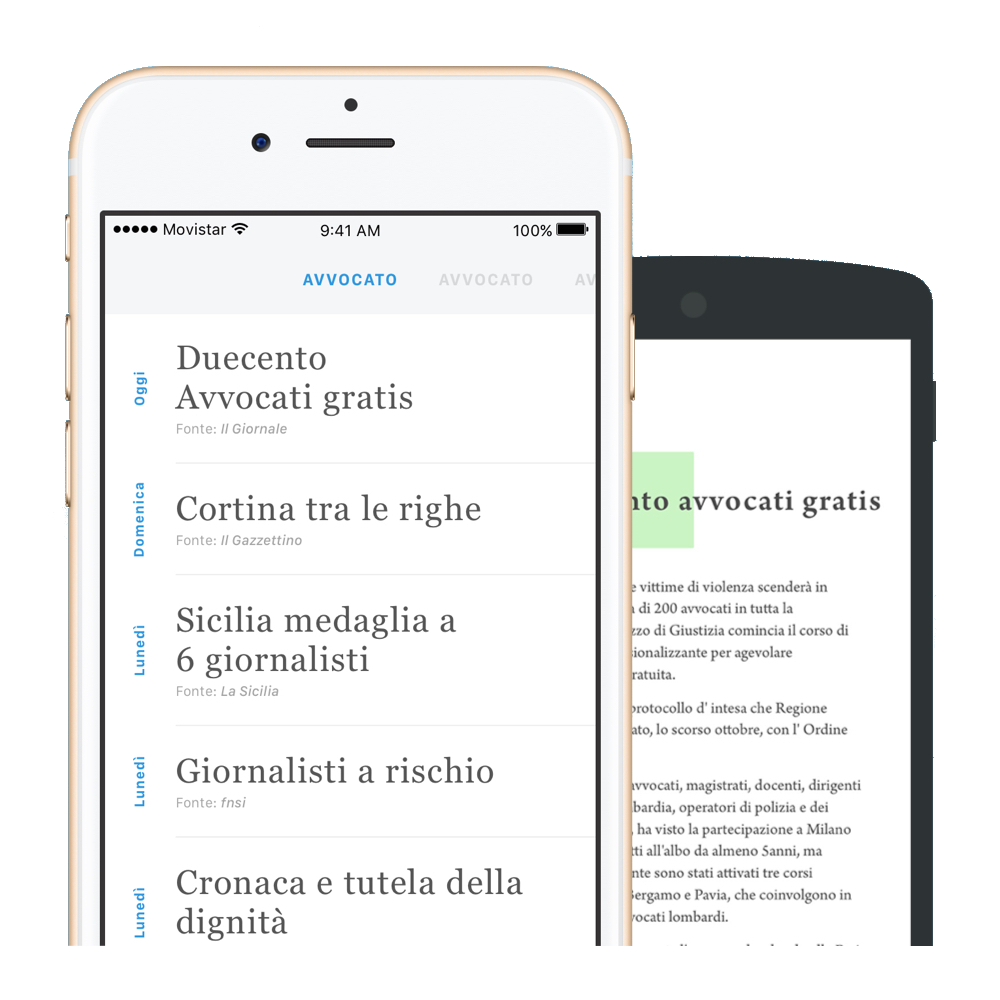 Movistar 9:41 AM 100%
AVVOCATO AVVOCATO AV
Oggi
Duecento
Avvocati gratis
Fonte: Il Giornale
Domenica
Cortina tra le righe
Fonte: Il Gazzettino
Lunedì
Sicilia medaglia a
6 giornalisti
Fonte: La Sicilia
Lunedì
Giornalisti a rischio
Fonte: fnsi
Lunedì
Cronaca e tutela della
dignità
nto avvocati gratis
e vittime di violenza scenderà in
di 200 avvocati in tutta la
zzo di Giustizia comincia il corso di
sionalizzante per agevolare
ratuita.
protocollo d' intesa che Regione
ato, lo scorso ottobre, con l' Ordine
avvocati, magistrati, docenti, dirigenti
bardia, operatori di polizia e dei
, ha visto la partecipazione a Milano
tti all'albo da almeno 5anni, ma
nte sono stati attivati tre corsi
Bergamo e Pavia, che coinvolgono in
vocati lombardi.